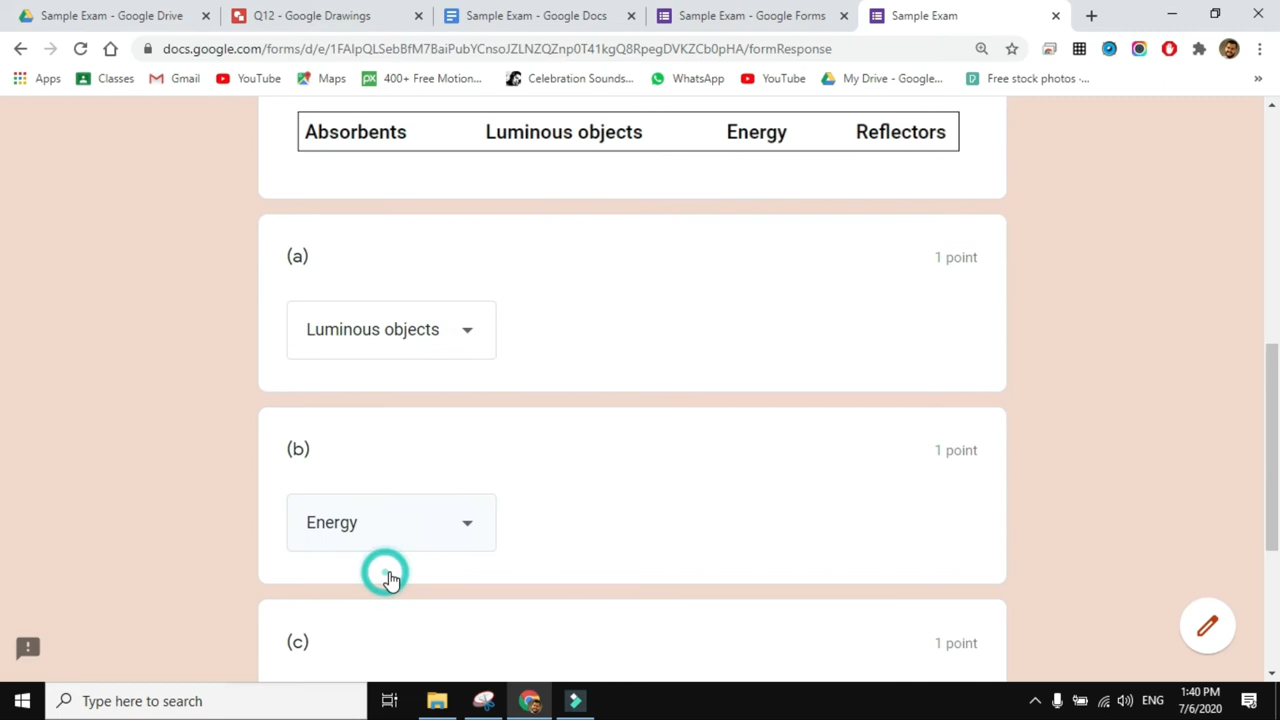 Sample Exam - Google Drive
Q12 - Google Drawings
Sample Exam - Google Docs
Sample Exam - Google Forms
Sample Exam
docs.google.com/forms/d/e/1FAIpQLSebBfM7BaiPubYCnsoJZLNZQZnp0T41kgQ8RpegDVKZCb0pHA/formResponse
Apps
Classes
Gmail
YouTube
Maps
400+ Free Motion...
Celebration Sounds...
WhatsApp
YouTube
My Drive - Google...
Free stock photos ·...
Absorbents Luminous objects Energy Reflectors
(a) 1 point
Luminous objects
(b) 1 point
Energy
(c) 1 point
Type here to search
ENG
1:40 PM
7/6/2020